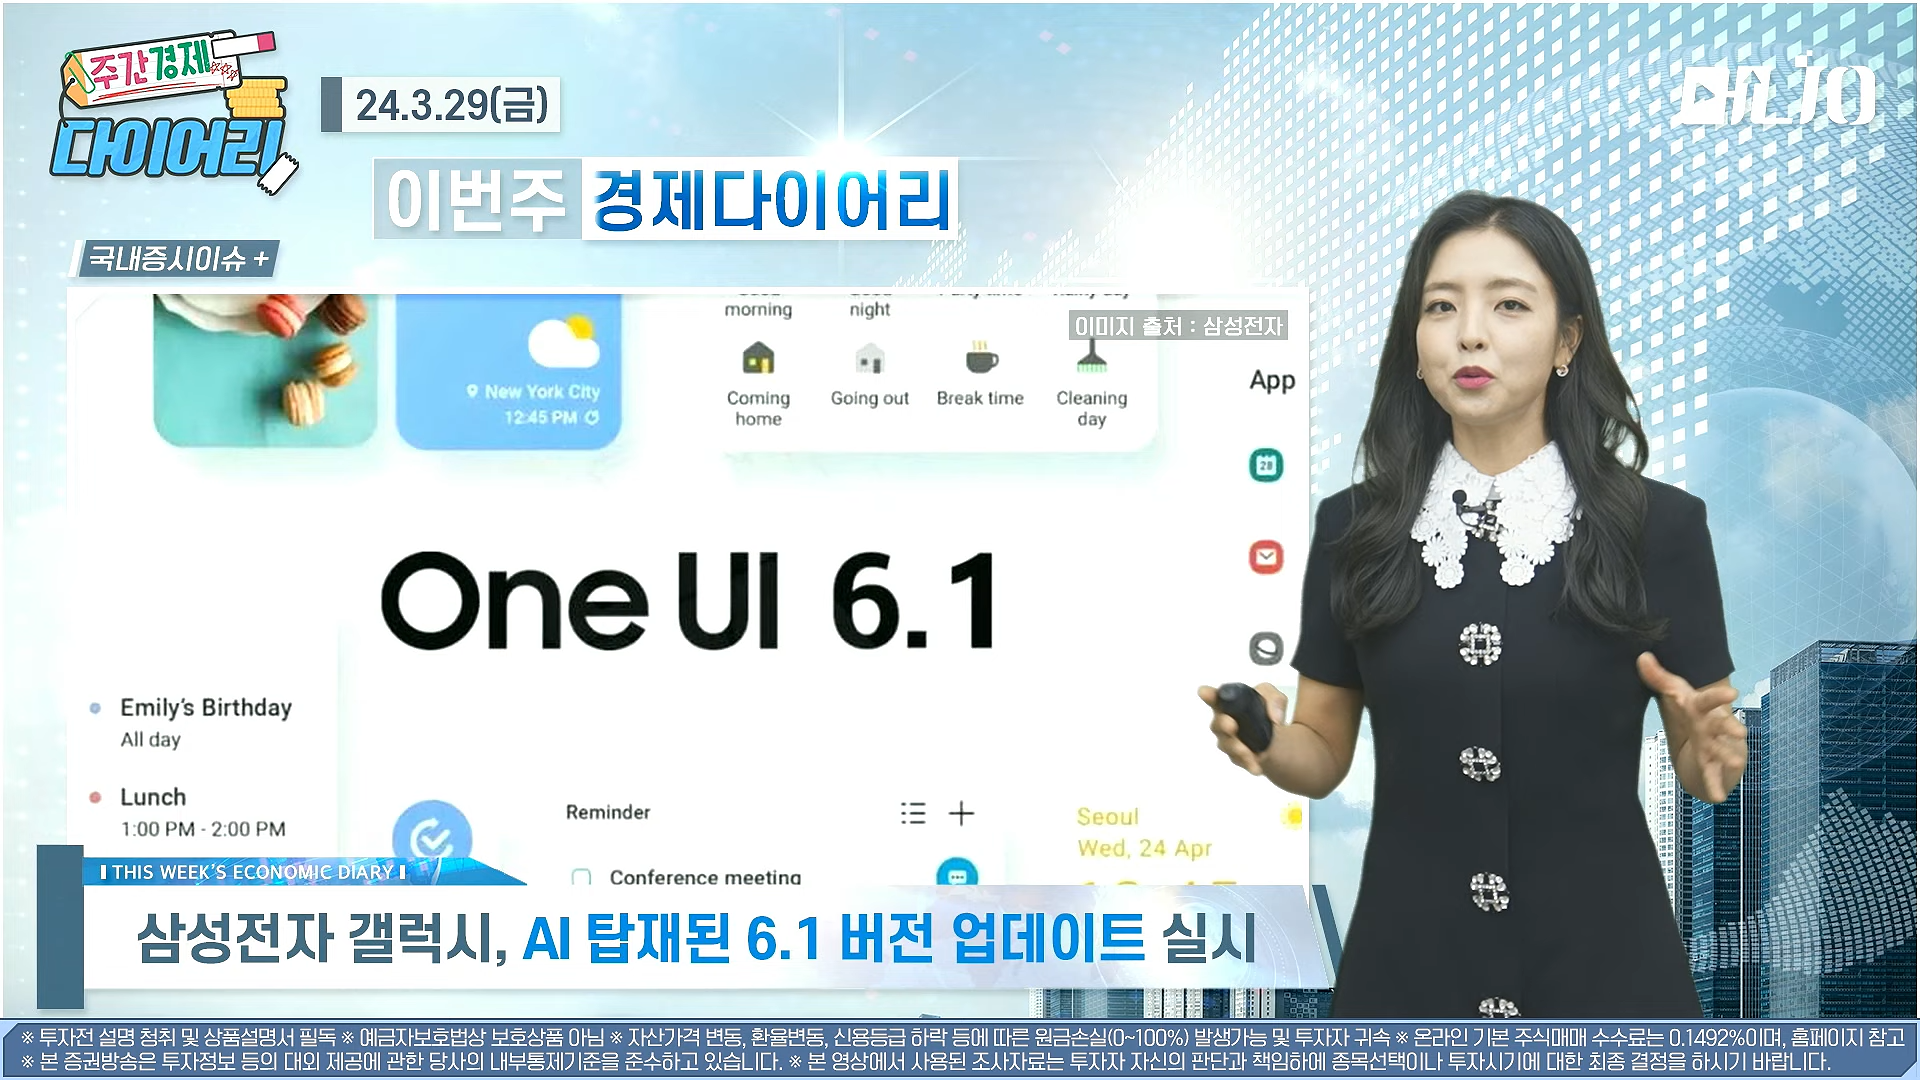 주간경제
다이어리
24.3.29(금)
이번주 경제다이어리
국내증시이슈 +
이미지 출처 : 삼성전자
morning
night
New York City
12:45 PM
Coming home
Going out
Break time
Cleaning day
App
28
One UI 6.1
Emily's Birthday
All day
Lunch
1:00 PM - 2:00 PM
Reminder
Conference meeting
Seoul
Wed, 24 Apr
THIS WEEK'S ECONOMIC DIARY
삼성전자 갤럭시, AI 탑재된 6.1 버전 업데이트 실시
※ 투자전 설명 청취 및 상품설명서 필독 ※ 예금자보호법상 보호상품 아님 ※ 자산가격 변동, 환율변동, 신용등급 하락 등에 따른 원금손실(0~100%) 발생가능 및 투자자 귀속 ※ 온라인 기본 주식매매 수수료는 0.1492%이며, 홈페이지 참고
※ 본 증권방송은 투자정보 등의 대외 제공에 관한 당사의 내부통제기준을 준수하고 있습니다. ※ 본 영상에서 사용된 조사자료는 투자자 자신의 판단과 책임하에 종목선택이나 투자시기에 대한 최종 결정을 하시기 바랍니다.